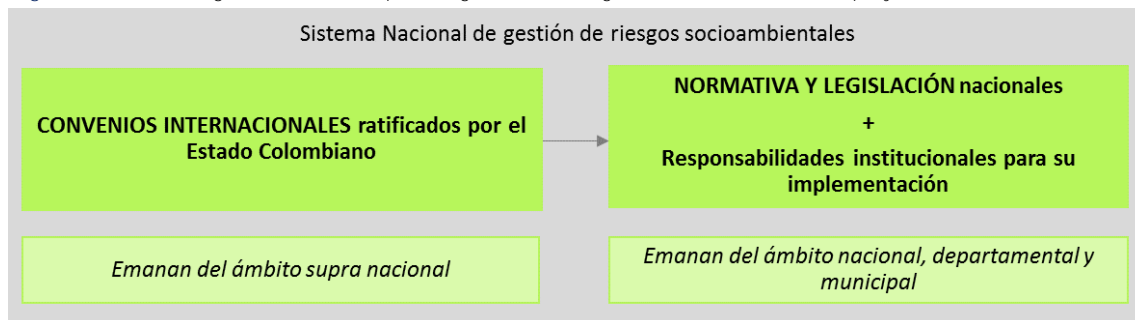 Sistema Nacional de gestión de riesgos socioambientales
CONVENIOS INTERNACIONALES ratificados por el
Estado Colombiano
NORMATIVA Y LEGISLACIÓN nacionales
+
Responsabilidades institucionales para su
implementación
Emanan del ámbito supra nacional
Emanan del ámbito nacional, departamental y
municipal